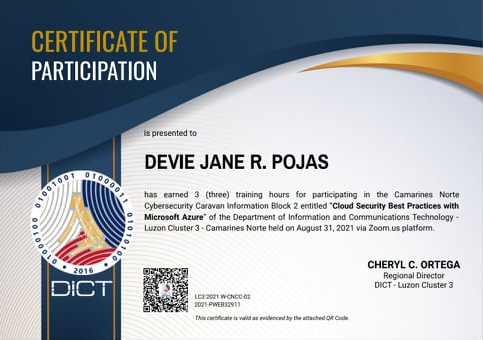 CERTIFICATE OF
PARTICIPATION
is presented to
DEVIE JANE R. POJAS
has earned 3 (three) training hours for participating in the Camarines Norte
Cybersecurity Caravan Information Block 2 entitled "Cloud Security Best Practices with
Microsoft Azure" of the Department of Information and Communications Technology -
Luzon Cluster 3 - Camarines Norte held on August 31, 2021 via Zoom.us platform.
CHERYL C. ORTEGA
Regional Director
DICT - Luzon Cluster 3
2016
DICT
LC3:2021 W-CNCC-02
2021-PWEB32911
This certificate is valid as evidenced by the attached QR Code.